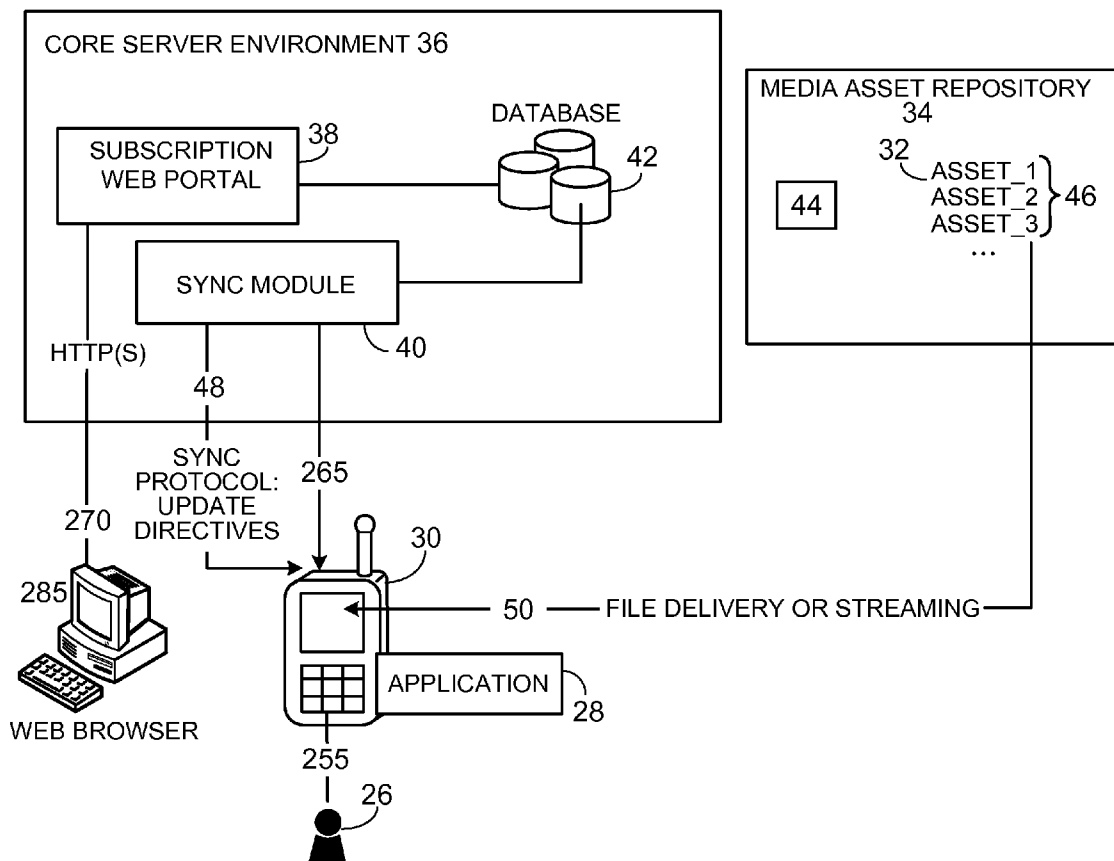 CORE SERVER ENVIRONMENT 36
SUBSCRIPTION
WEB PORTAL
38
DATABASE
42
SYNC MODULE
40
HTTP(S)
48
SYNC
PROTOCOL:
UPDATE
DIRECTIVES
265
270
285
WEB BROWSER
30
APPLICATION
28
255
26
50
FILE DELIVERY OR STREAMING
MEDIA ASSET REPOSITORY
34
32
ASSET_1
ASSET_2
ASSET_3
...
44
46